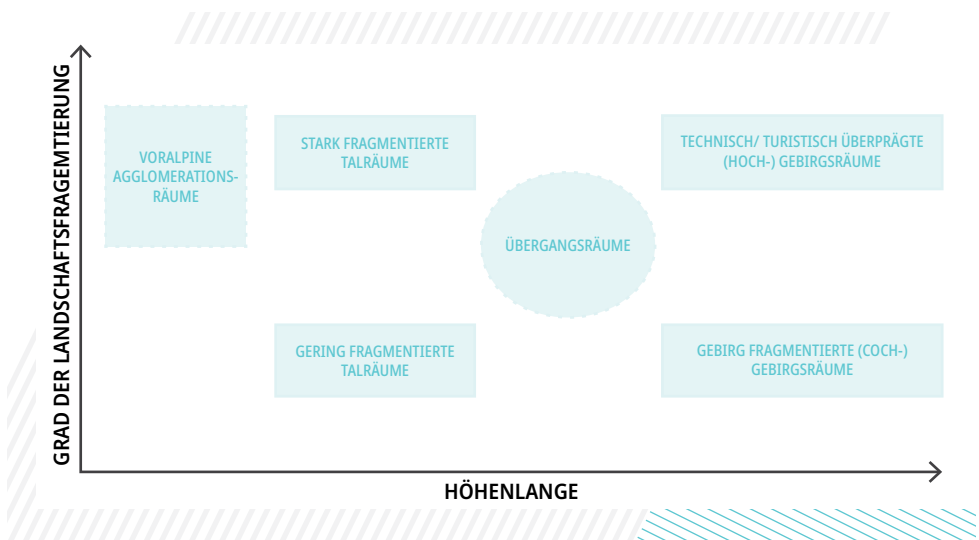 GRAD DER LANDSCHAFTSFRAGEMTIERUNG
VORALPINE
AGGLOMERATIONS-
RÄUME
STARK FRAGMENTIERTE
TALRÄUME
TECHNISCH/ TURISTISCH ÜBERPRÄGTE
(HOCH-) GEBIRGSRÄUME
ÜBERGANGSRÄUME
GERING FRAGMENTIERTE
TALRÄUME
GEBIRG FRAGMENTIERTE (COCH-)
GEBIRGSRÄUME
HÖHENLANGE